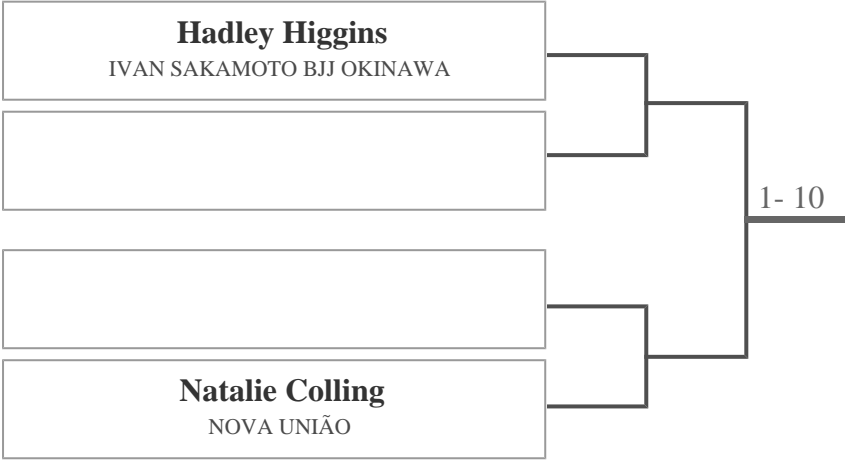 Hadley Higgins
IVAN SAKAMOTO BJJ OKINAWA
1- 10
Natalie Colling
NOVA UNIÃO